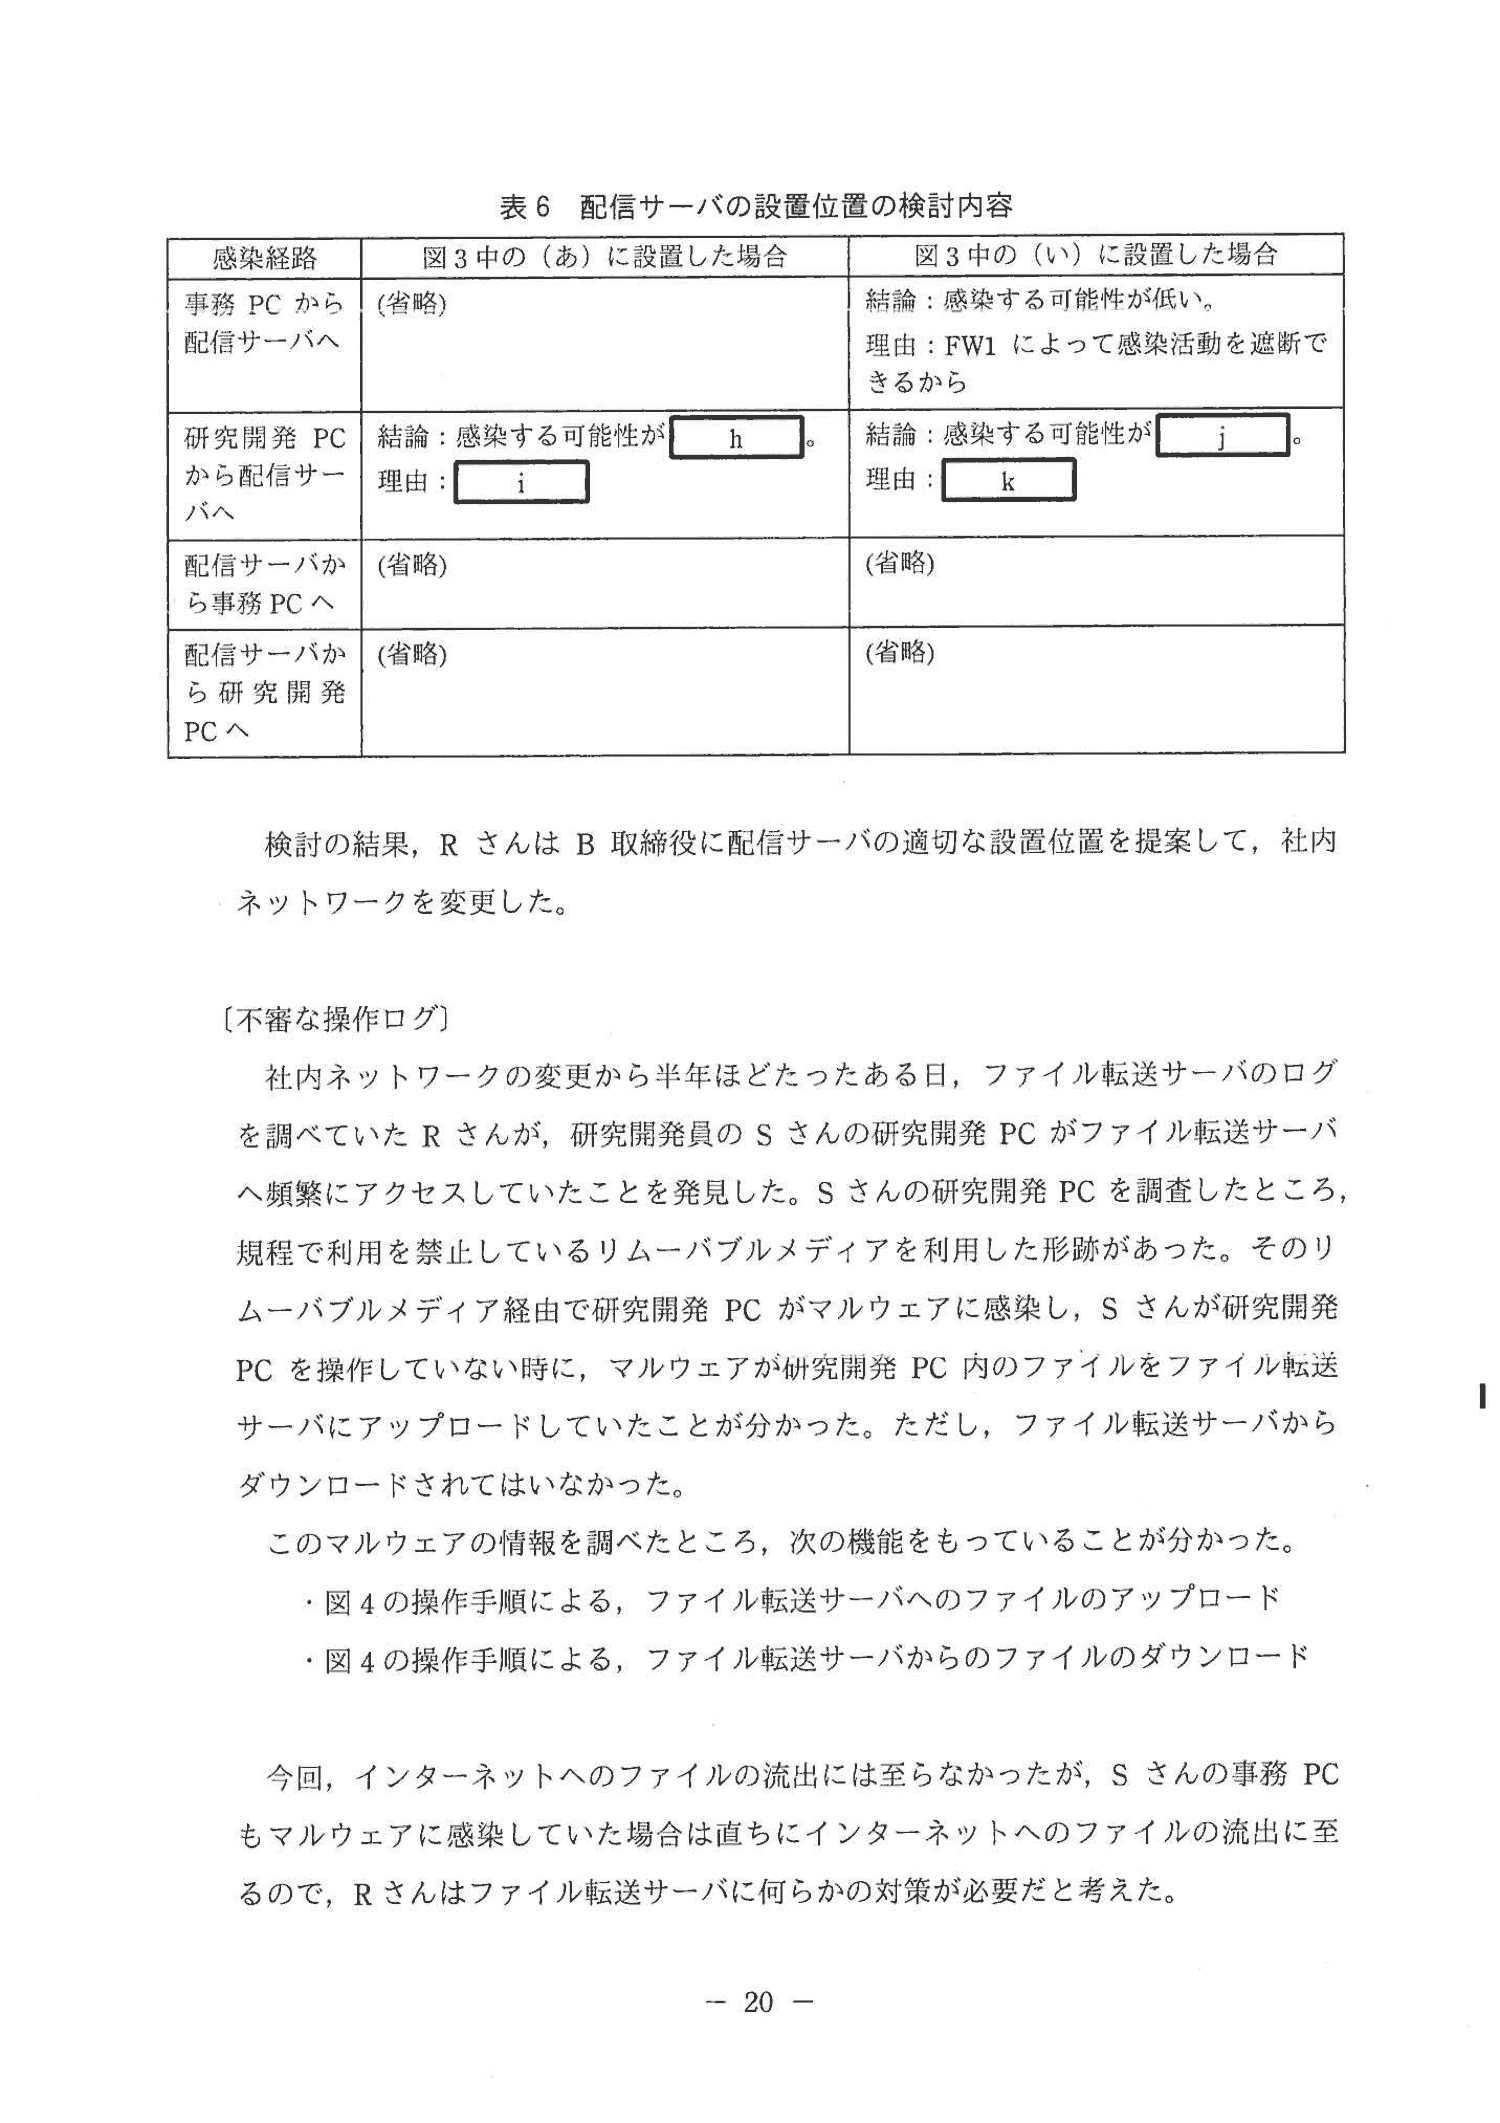 表6 配信サーバの設置位置の検討内容
感染経路
図3中の（あ）に設置した場合
図3中の（い）に設置した場合
事務 PC から
配信サーバへ
(省略)
結論：感染する可能性が低い。
理由：FW1 によって感染活動を遮断で
きるから
研究開発 PC
から配信サー
バへ
結論：感染する可能性が h 。
理由： i
結論：感染する可能性が j 。
理由： k
配信サーバか
ら事務 PC へ
(省略)
(省略)
配信サーバか
ら研究開発
PC へ
(省略)
(省略)
検討の結果，R さんは B 取締役に配信サーバの適切な設置位置を提案して，社内
ネットワークを変更した。
〔不審な操作ログ〕
社内ネットワークの変更から半年ほどたったある日，ファイル転送サーバのログ
を調べていた R さんが，研究開発員の S さんの研究開発 PC がファイル転送サーバ
へ頻繁にアクセスしていたことを発見した。S さんの研究開発 PC を調査したところ，
規程で利用を禁止しているリムーバブルメディアを利用した形跡があった。そのリ
ムーバブルメディア経由で研究開発 PC がマルウェアに感染し，S さんが研究開発
PC を操作していない時に，マルウェアが研究開発 PC 内のファイルをファイル転送
サーバにアップロードしていたことが分かった。ただし，ファイル転送サーバから
ダウンロードされてはいなかった。
このマルウェアの情報を調べたところ，次の機能をもっていることが分かった。
・図4の操作手順による，ファイル転送サーバへのファイルのアップロード
・図4の操作手順による，ファイル転送サーバからのファイルのダウンロード
今回，インターネットへのファイルの流出には至らなかったが，S さんの事務 PC
もマルウェアに感染していた場合は直ちにインターネットへのファイルの流出に至
るので，R さんはファイル転送サーバに何らかの対策が必要だと考えた。
－ 20 －